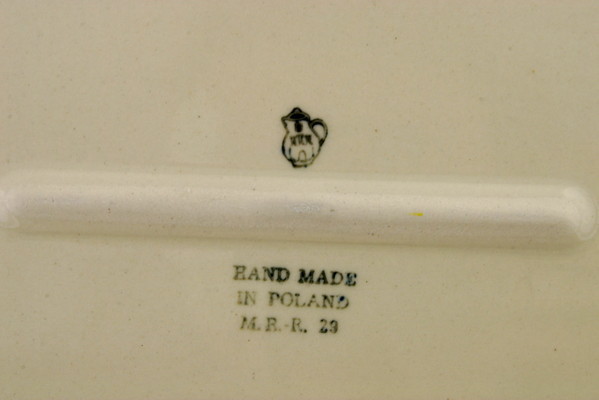 HAND MADE
IN POLAND
M. R.-R. 29